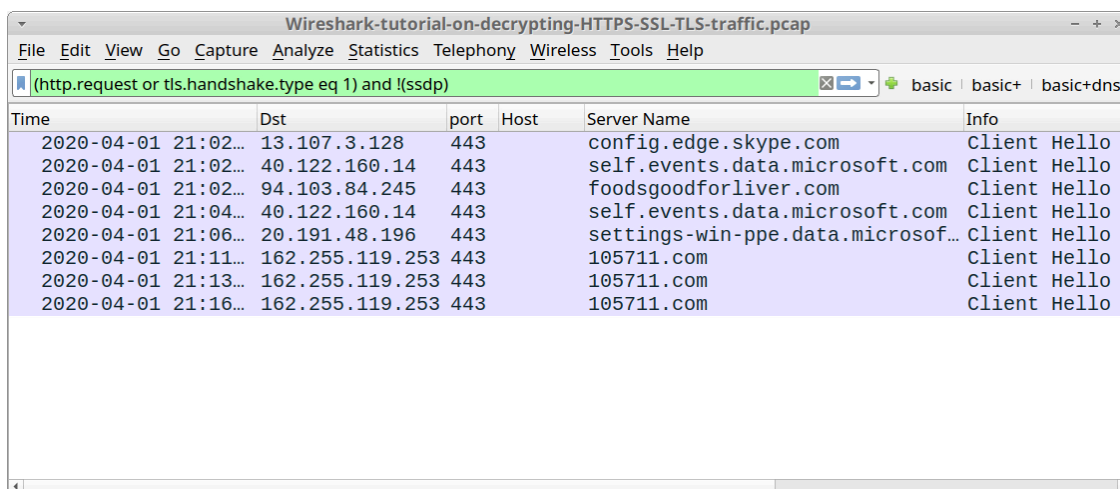 Wireshark-tutorial-on-decrypting-HTTPS-SSL-TLS-traffic.pcap
File Edit View Go Capture Analyze Statistics Telephony Wireless Tools Help
(http.request or tls.handshake.type eq 1) and !(ssdp) basic basic+ basic+dns
Time Dst port Host Server Name Info
2020-04-01 21:02… 13.107.3.128 443 config.edge.skype.com Client Hello
2020-04-01 21:02… 40.122.160.14 443 self.events.data.microsoft.com Client Hello
2020-04-01 21:02… 94.103.84.245 443 foodsgoodforliver.com Client Hello
2020-04-01 21:04… 40.122.160.14 443 self.events.data.microsoft.com Client Hello
2020-04-01 21:06… 20.191.48.196 443 settings-win-ppe.data.microsof… Client Hello
2020-04-01 21:11… 162.255.119.253 443 105711.com Client Hello
2020-04-01 21:13… 162.255.119.253 443 105711.com Client Hello
2020-04-01 21:16… 162.255.119.253 443 105711.com Client Hello